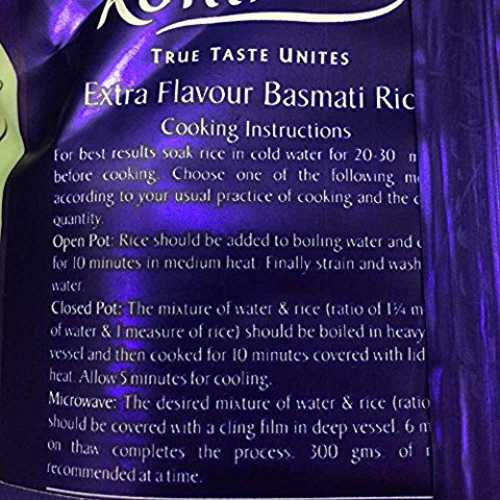 TRUE TASTE UNITES
Extra Flavour Basmati Ric
Cooking Instructions
For best results soak rice in cold water for 20-30 m
before cooking. Choose one of the following m
according to your usual practice of cooking and the
quantity.
Open Pot: Rice should be added to boiling water and
for 10 minutes in medium heat. Finally strain and wash
water.
Closed Pot: The mixture of water & rice (ratio of 1¾ m
of water & 1 measure of rice) should be boiled in heavy
vessel and then cooked for 10 minutes covered with lid
heat. Allow 5 minutes for cooling.
Microwave: The desired mixture of water & rice (ratio
should be covered with a cling film in deep vessel. 6 m
on thaw completes the process. 300 gms. of
recommended at a time.